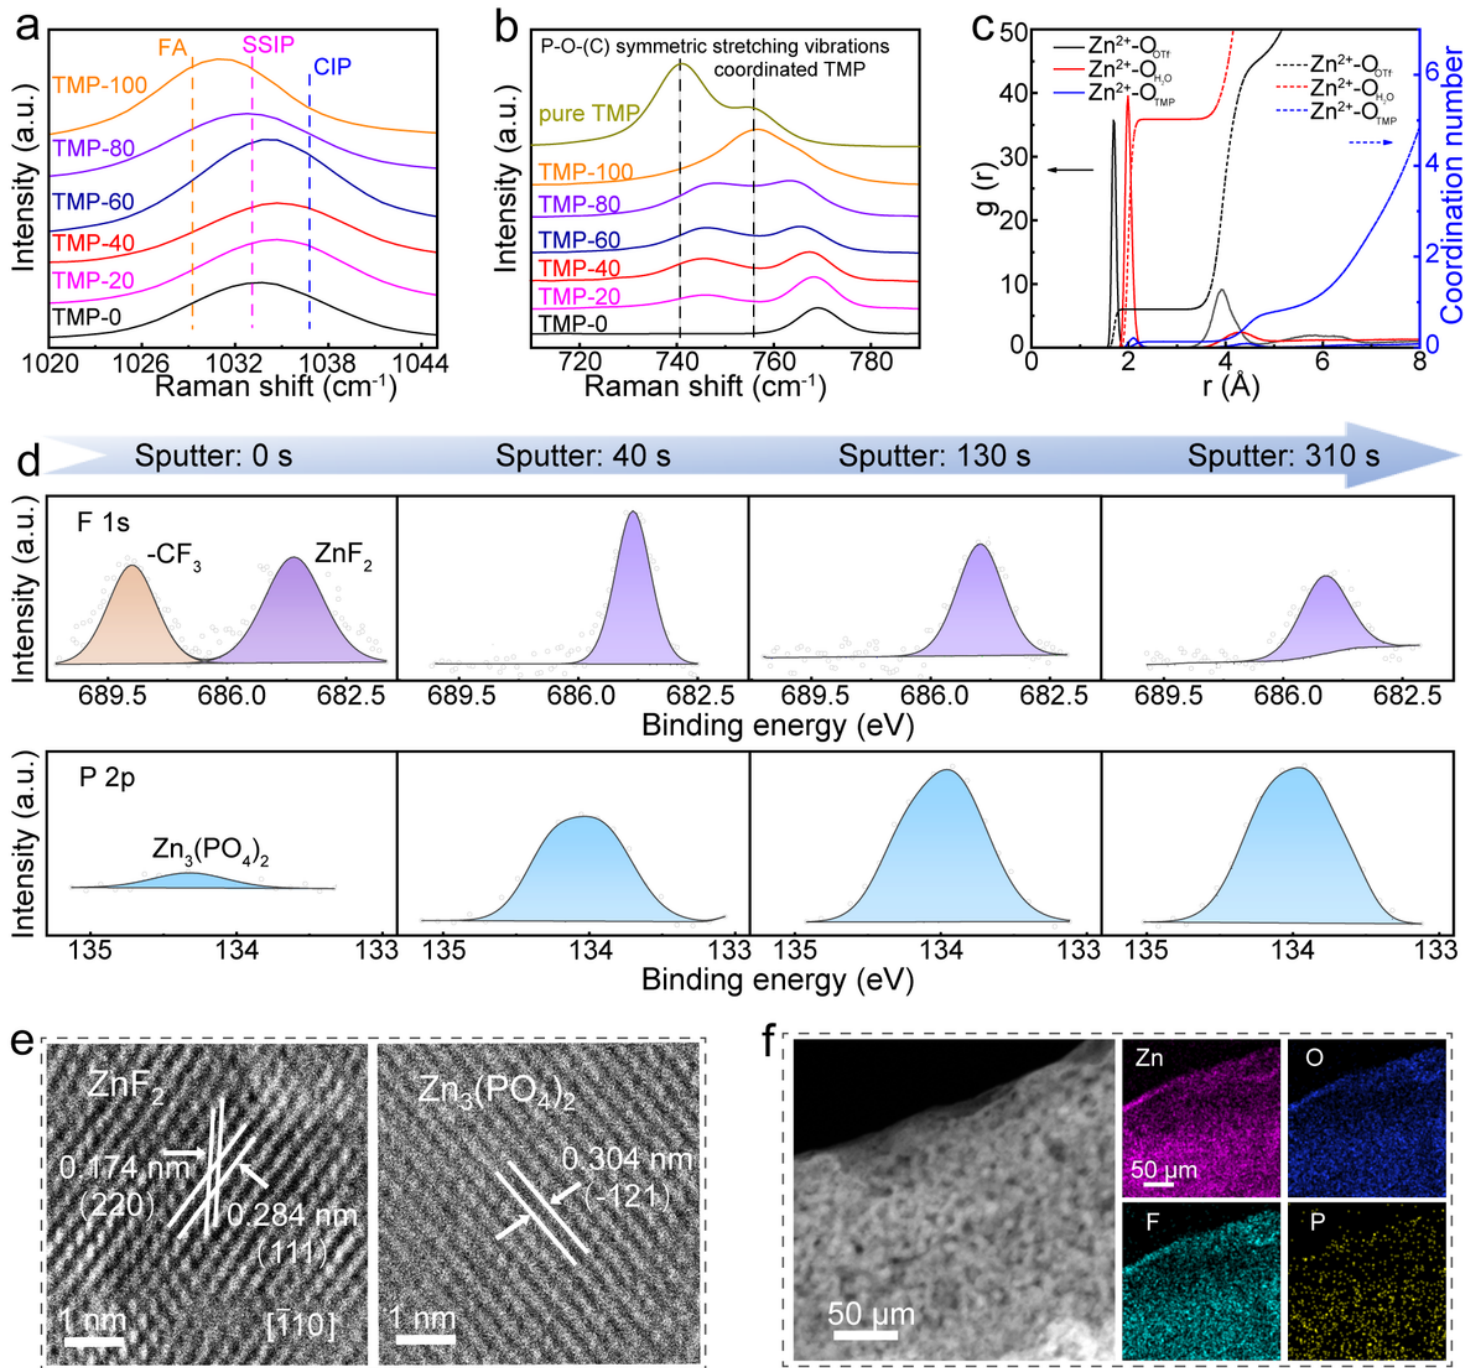 a
FA
SSIP
CIP
TMP-100
TMP-80
TMP-60
TMP-40
TMP-20
TMP-0
Intensity (a.u.)
1020 1026 1032 1038 1044
Raman shift (cm⁻¹)
b
P-O-(C) symmetric stretching vibrations
coordinated TMP
pure TMP
TMP-100
TMP-80
TMP-60
TMP-40
TMP-20
TMP-0
Intensity (a.u.)
720 740 760 780
Raman shift (cm⁻¹)
c
Zn²⁺-O_OTf⁻
Zn²⁺-O_H₂O
Zn²⁺-O_TMP
Zn²⁺-O_OTf⁻
Zn²⁺-O_H₂O
Zn²⁺-O_TMP
g (r)
50
40
30
20
10
0
Coordination number
6
4
2
0
0 2 4 6 8
r (Å)
d
Sputter: 0 s Sputter: 40 s Sputter: 130 s Sputter: 310 s
Intensity (a.u.)
F 1s
-CF₃
ZnF₂
689.5 686.0 682.5 689.5 686.0 682.5 689.5 686.0 682.5 689.5 686.0 682.5
Binding energy (eV)
Intensity (a.u.)
P 2p
Zn₃(PO₄)₂
135 134 133 135 134 133 135 134 133 135 134 133
Binding energy (eV)
e
ZnF₂
0.174 nm
(220)
0.284 nm
(111)
1 nm
[1̄10]
Zn₃(PO₄)₂
0.304 nm
(-121)
1 nm
f
50 μm
Zn
50 μm
O
F
P